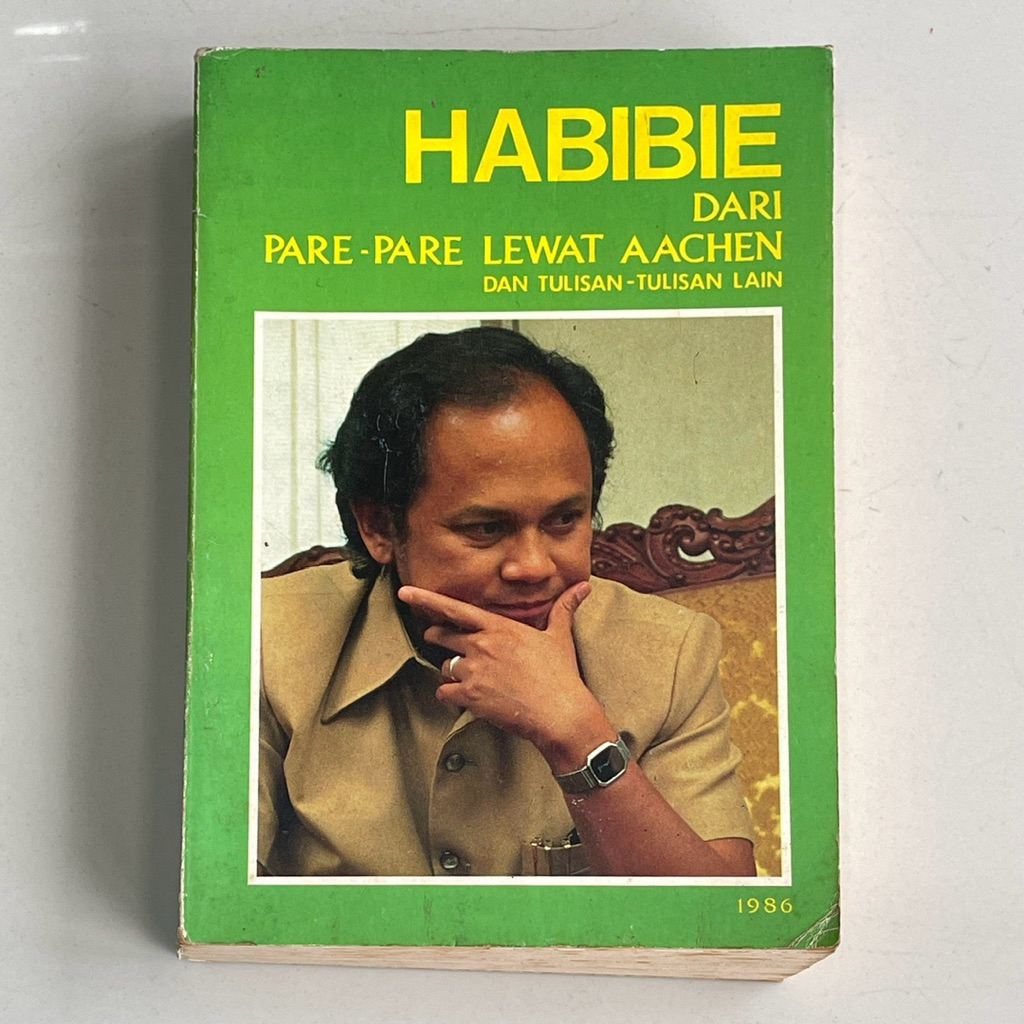 HABIBIE
DARI
PARE-PARE LEWAT AACHEN
DAN TULISAN-TULISAN LAIN
1986